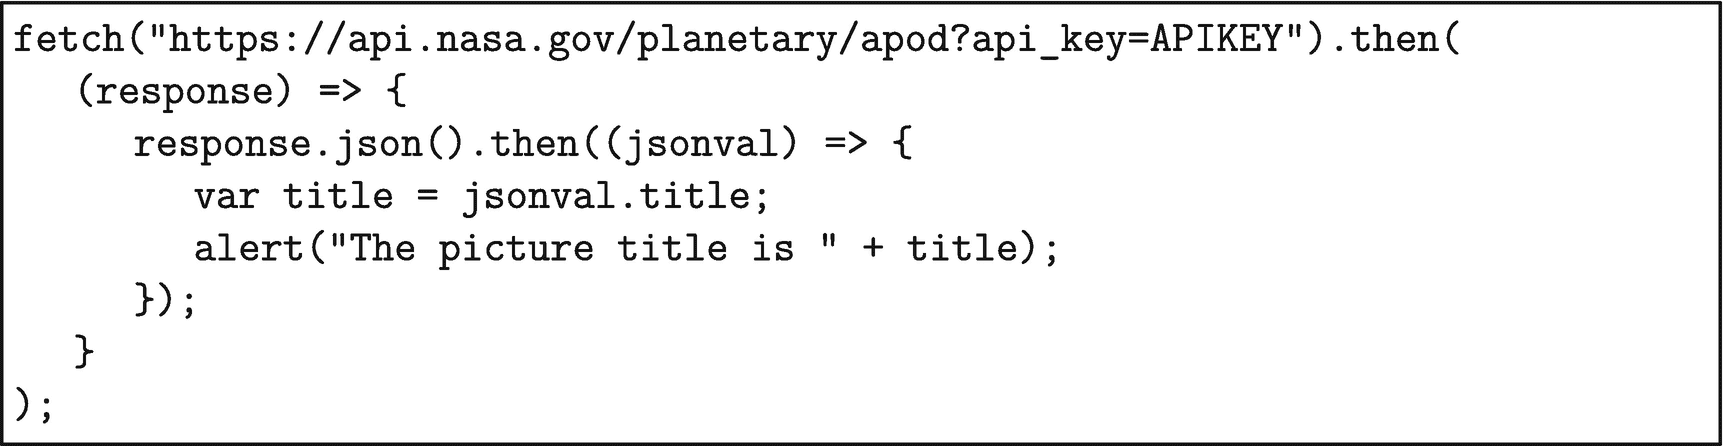 fetch("https://api.nasa.gov/planetary/apod?api_key=APIKEY").then(
   (response) => {
      response.json().then((jsonval) => {
         var title = jsonval.title;
         alert("The picture title is " + title);
      });
   }
);